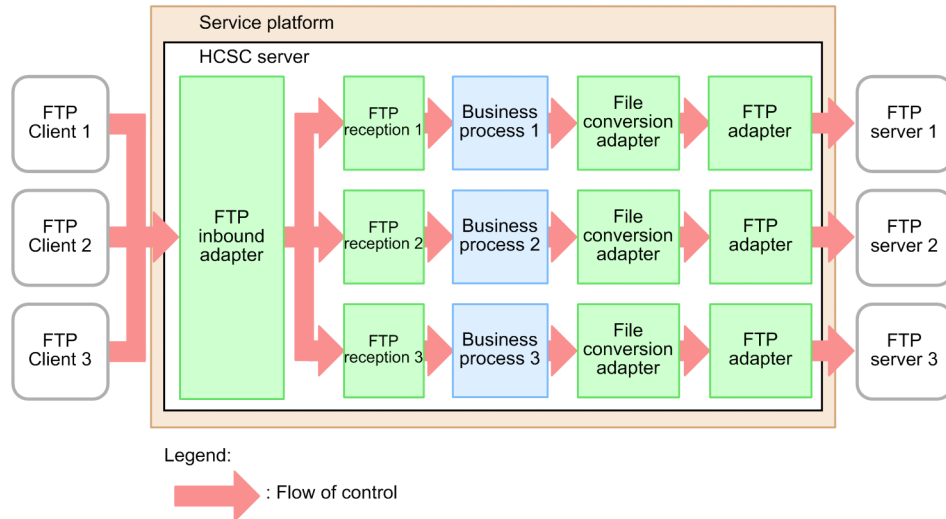 Service platform
HCSC server
FTP
Client 1
FTP
Client 2
FTP
Client 3
FTP
inbound
adapter
FTP
reception 1
Business
process 1
File
conversion
adapter
FTP
adapter
FTP
server 1
FTP
reception 2
Business
process 2
File
conversion
adapter
FTP
adapter
FTP
server 2
FTP
reception 3
Business
process 3
File
conversion
adapter
FTP
adapter
FTP
server 3
Legend:
: Flow of control